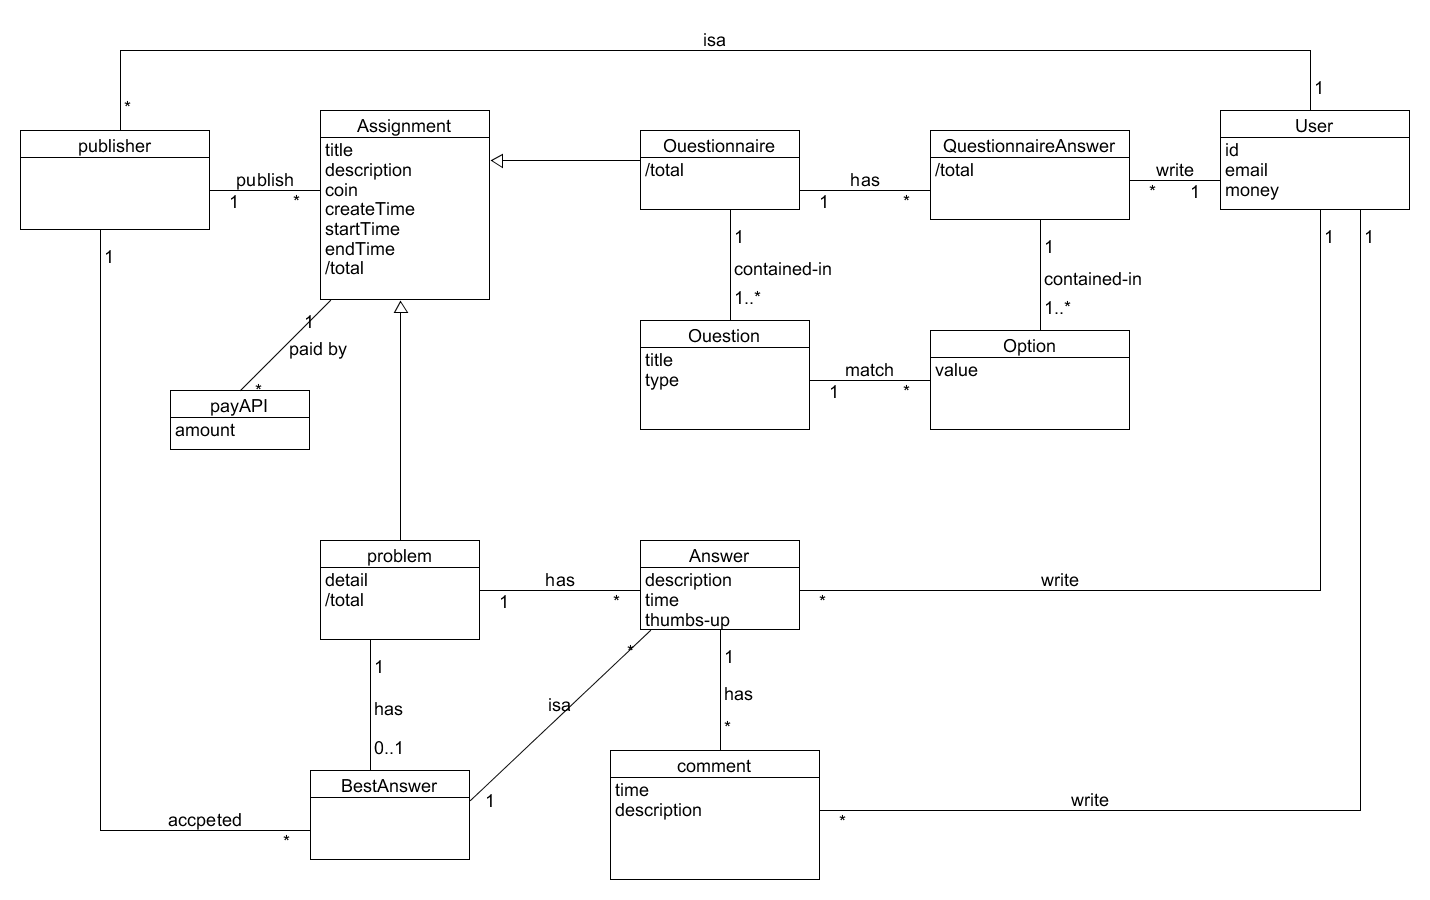 isa
*
1
publisher
Assignment
title
description
coin
createTime
startTime
endTime
/total
publish
1
*
Ouestionnaire
/total
has
1
*
QuestionnaireAnswer
/total
write
*
1
User
id
email
money
1
1
1
1
contained-in
1..*
1
contained-in
1..*
1
paid by
*
payAPI
amount
Ouestion
title
type
match
1
*
Option
value
problem
detail
/total
has
1
*
Answer
description
time
thumbs-up
write
*
1
has
0..1
*
isa
1
1
has
*
BestAnswer
accpeted
*
comment
time
description
write
*